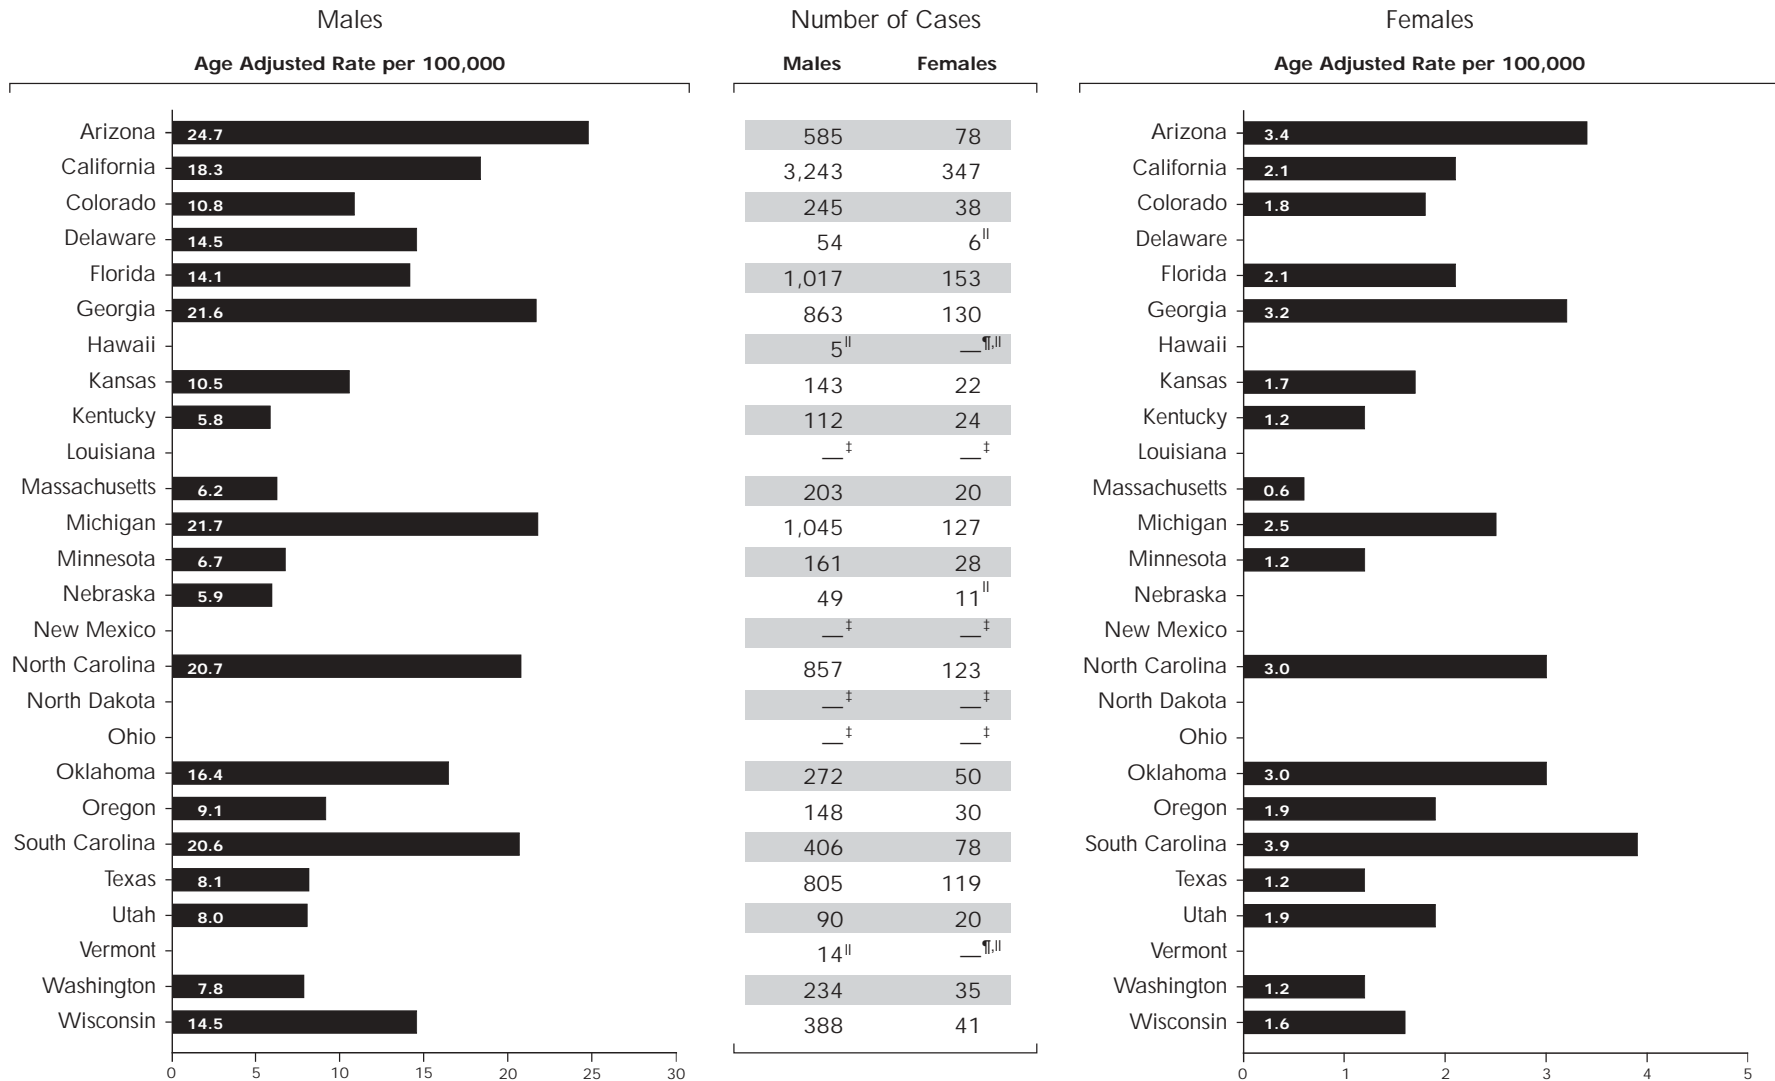 Males Number of Cases Females
Age Adjusted Rate per 100,000 Males Females Age Adjusted Rate per 100,000
Arizona 24.7 585 78 Arizona 3.4
California 18.3 3,243 347 California 2.1
Colorado 10.8 245 38 Colorado 1.8
Delaware 14.5 54 6|| Delaware
Florida 14.1 1,017 153 Florida 2.1
Georgia 21.6 863 130 Georgia 3.2
Hawaii 5|| —¶,|| Hawaii
Kansas 10.5 143 22 Kansas 1.7
Kentucky 5.8 112 24 Kentucky 1.2
Louisiana —‡ —‡ Louisiana
Massachusetts 6.2 203 20 Massachusetts 0.6
Michigan 21.7 1,045 127 Michigan 2.5
Minnesota 6.7 161 28 Minnesota 1.2
Nebraska 5.9 49 11|| Nebraska
New Mexico —‡ —‡ New Mexico
North Carolina 20.7 857 123 North Carolina 3.0
North Dakota —‡ —‡ North Dakota
Ohio —‡ —‡ Ohio
Oklahoma 16.4 272 50 Oklahoma 3.0
Oregon 9.1 148 30 Oregon 1.9
South Carolina 20.6 406 78 South Carolina 3.9
Texas 8.1 805 119 Texas 1.2
Utah 8.0 90 20 Utah 1.9
Vermont 14|| —¶,|| Vermont
Washington 7.8 234 35 Washington 1.2
Wisconsin 14.5 388 41 Wisconsin 1.6
0 5 10 15 20 25 30 0 1 2 3 4 5